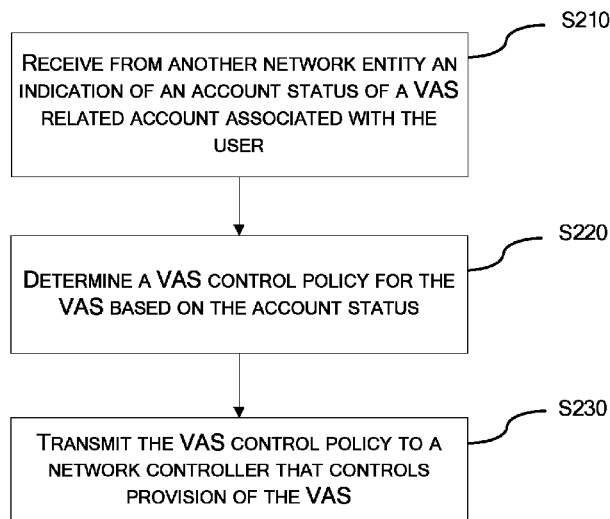 S210
RECEIVE FROM ANOTHER NETWORK ENTITY AN
INDICATION OF AN ACCOUNT STATUS OF A VAS
RELATED ACCOUNT ASSOCIATED WITH THE
USER
S220
DETERMINE A VAS CONTROL POLICY FOR THE
VAS BASED ON THE ACCOUNT STATUS
S230
TRANSMIT THE VAS CONTROL POLICY TO A
NETWORK CONTROLLER THAT CONTROLS
PROVISION OF THE VAS